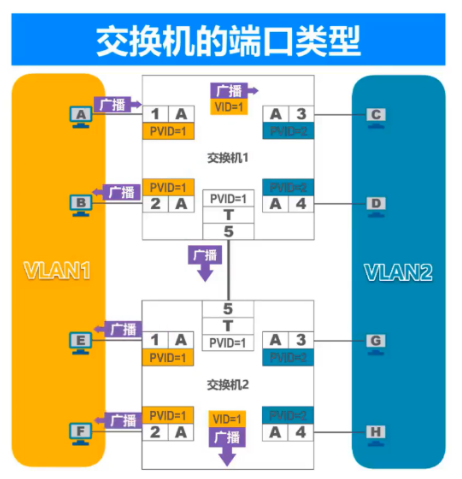 交换机的端口类型
广播
VID=1
A
广播
1 A
PVID=1
A 3
PVID=2
C
交换机1
B
广播
PVID=1
2 A
PVID=1
T
5
PVID=2
A 4
D
广播
VLAN1
VLAN2
5
T
PVID=1
E
广播
1 A
PVID=1
A 3
PVID=2
G
交换机2
F
广播
PVID=1
2 A
VID=1
广播
PVID=2
A 4
H